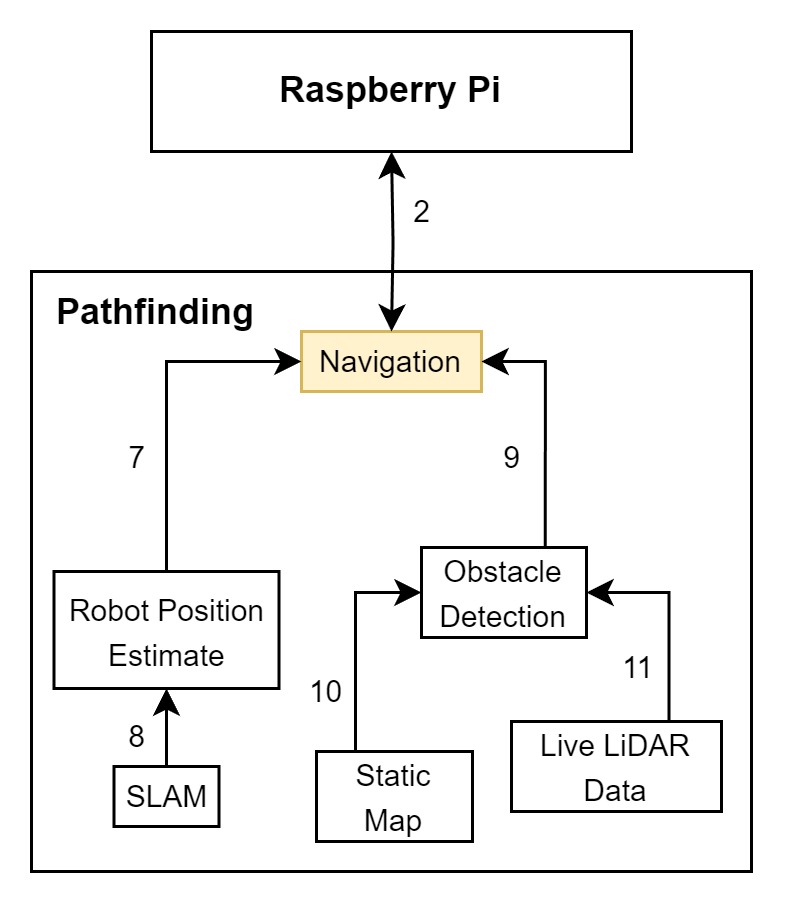 Raspberry Pi
2
Pathfinding
Navigation
7
9
Obstacle
Detection
Robot Position
Estimate
10
11
8
SLAM
Static
Map
Live LiDAR
Data